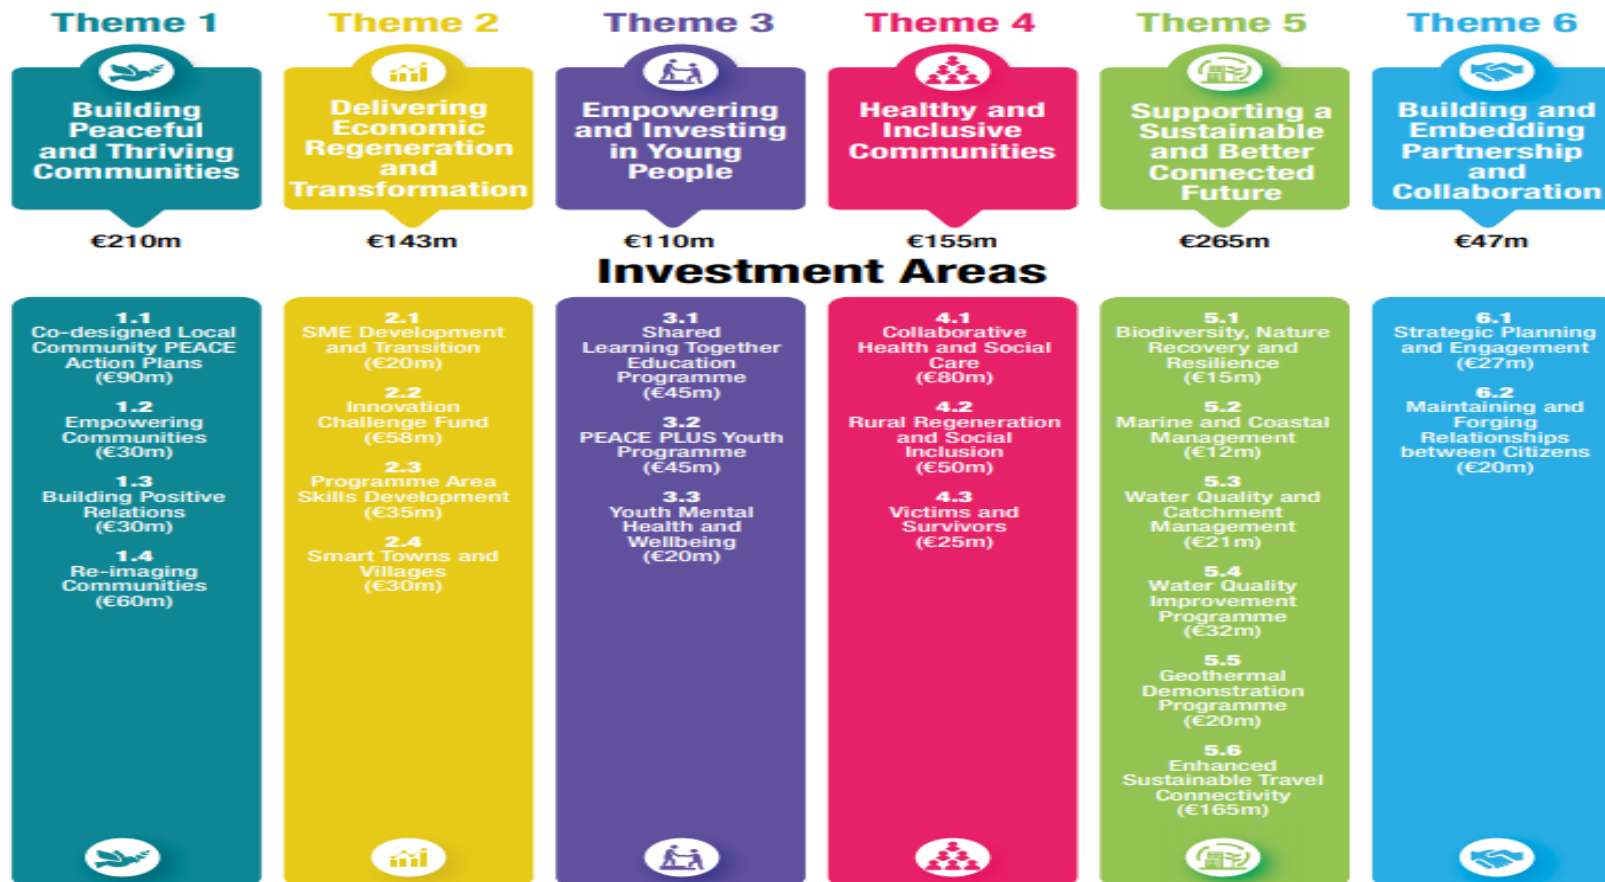 Theme 1
Building
Peaceful
and Thriving
Communities
€210m
Theme 2
Delivering
Economic
Regeneration
and
Transformation
€143m
Theme 3
Empowering
and Investing
in Young
People
€110m
Theme 4
Healthy and
Inclusive
Communities
€155m
Theme 5
Supporting a
Sustainable
and Better
Connected
Future
€265m
Theme 6
Building and
Embedding
Partnership
and
Collaboration
€47m
Investment Areas
1.1
Co-designed Local
Community PEACE
Action Plans
(€90m)
1.2
Empowering
Communities
(€30m)
1.3
Building Positive
Relations
(€30m)
1.4
Re-imaging
Communities
(€60m)
2.1
SME Development
and Transition
(€20m)
2.2
Innovation
Challenge Fund
(€58m)
2.3
Programme Area
Skills Development
(€35m)
2.4
Smart Towns and
Villages
(€30m)
3.1
Shared
Learning Together
Education
Programme
(€45m)
3.2
PEACE PLUS Youth
Programme
(€45m)
3.3
Youth Mental
Health and
Wellbeing
(€20m)
4.1
Collaborative
Health and Social
Care
(€80m)
4.2
Rural Regeneration
and Social
Inclusion
(€50m)
4.3
Victims and
Survivors
(€25m)
5.1
Biodiversity, Nature
Recovery and
Resilience
(€15m)
5.2
Marine and Coastal
Management
(€12m)
5.3
Water Quality and
Catchment
Management
(€21m)
5.4
Water Quality
Improvement
Programme
(€32m)
5.5
Geothermal
Demonstration
Programme
(€20m)
5.6
Enhanced
Sustainable Travel
Connectivity
(€165m)
6.1
Strategic Planning
and Engagement
(€27m)
6.2
Maintaining and
Forging
Relationships
between Citizens
(€20m)